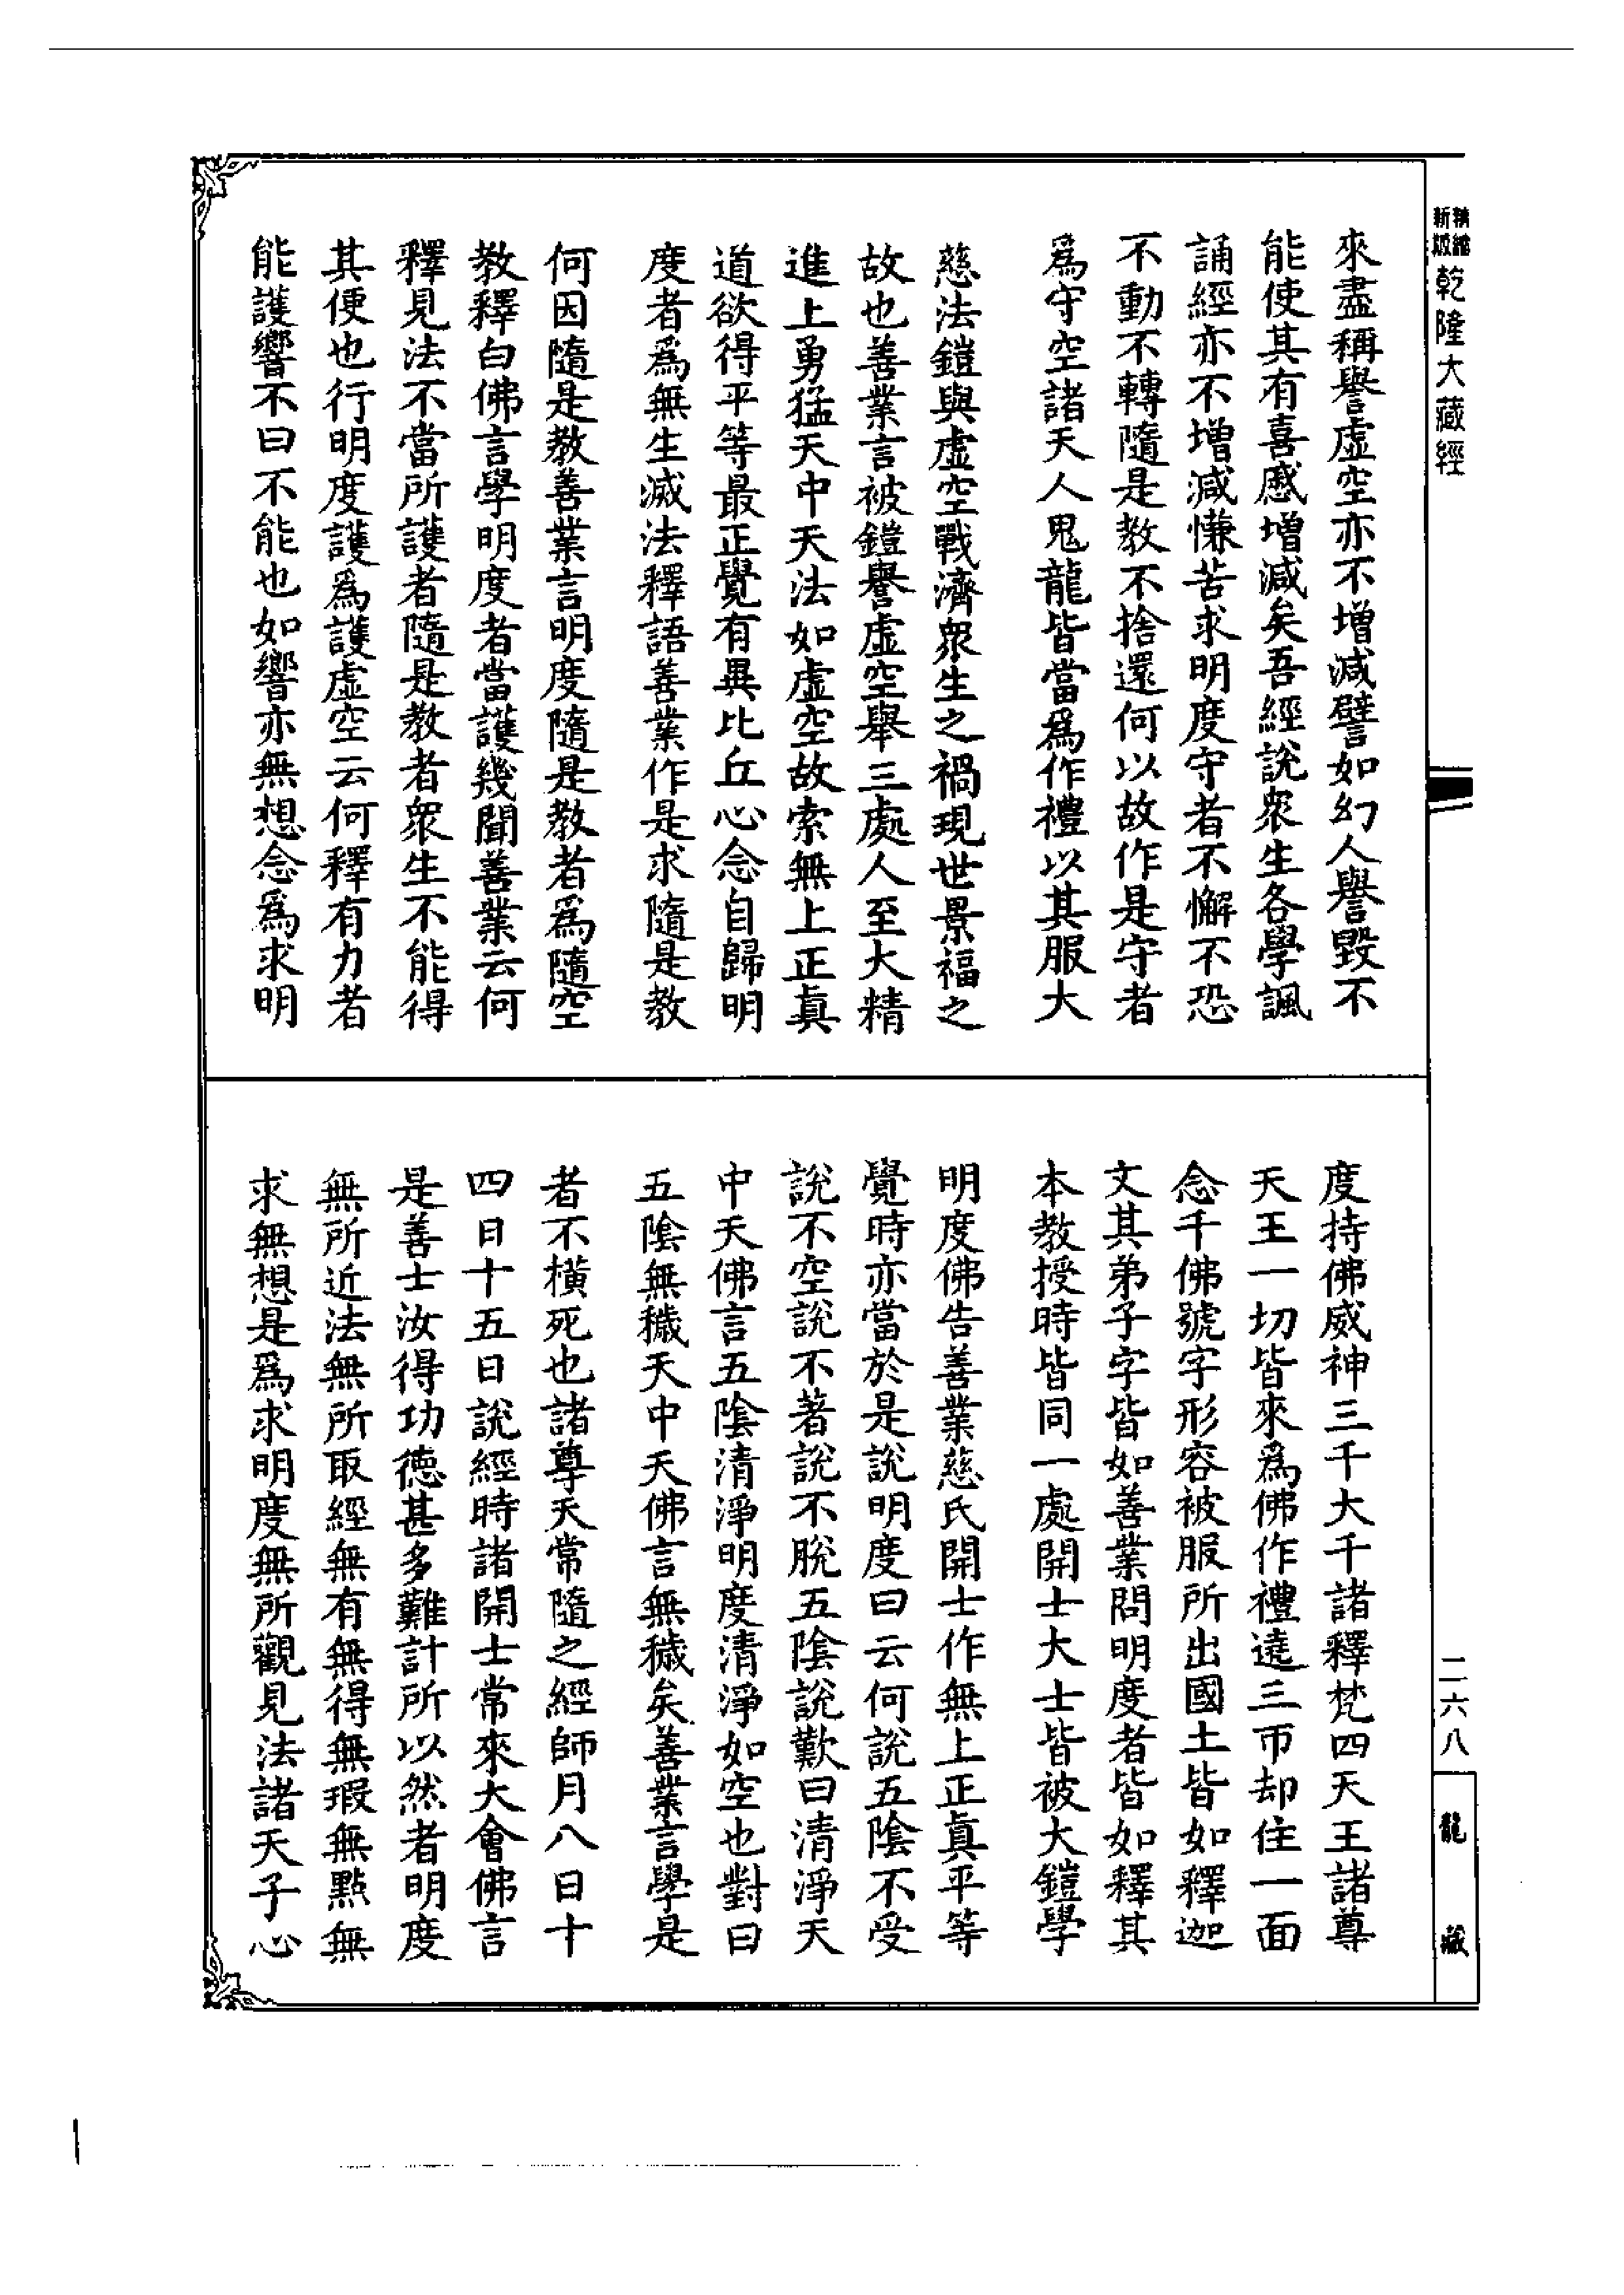 新版精縮乾隆大藏經
來盡稱譽虛空亦不增減譬如幻人譽毀不
能使其有喜慼增減矣吾經說衆生各學諷
誦經亦不增減慊苦求明度守者不懈不恐
不動不轉隨是教不捨還何以故作是守者
爲守空諸天人鬼龍皆當爲作禮以其服大
慈法鎧與虛空戰濟衆生之禍現世景福之
故也善業言被鎧譽虛空舉三處人至大精
進上勇猛天中天法如虛空故索無上正眞
道欲得平等最正覺有異比丘心念自歸明
度者爲無生滅法釋語善業作是求隨是教
何因隨是教善業言明度隨是教者爲隨空
教釋白佛言學明度者當護幾聞善業云何
釋見法不當所護者隨是教者衆生不能得
其便也行明度護爲護虛空云何釋有力者
能護響不曰不能也如響亦無想念爲求明
度持佛威神三千大千諸釋梵四天王諸尊
天王一切皆來爲佛作禮遶三帀却住一面
念千佛號字形容被服所出國土皆如釋迦
文其弟子字皆如善業問明度者皆如釋其
本教授時皆同一處開士大士皆被大鎧學
明度佛告善業慈氏開士作無上正真平等
覺時亦當於是說明度曰云何說五陰不受
說不空說不著說不脫五陰說歎曰清淨天
中天佛言五陰清淨明度清淨如空也對曰
五陰無穢天中天佛言無穢矣善業言學是
者不橫死也諸尊天常隨之經師月八日十
四日十五日說經時諸開士常來大會佛言
是善士汝得功德甚多難計所以然者明度
無所近法無所取經無有無得無瑕無點無
求無想是爲求明度無所觀見法諸天子心
二六八
龍藏